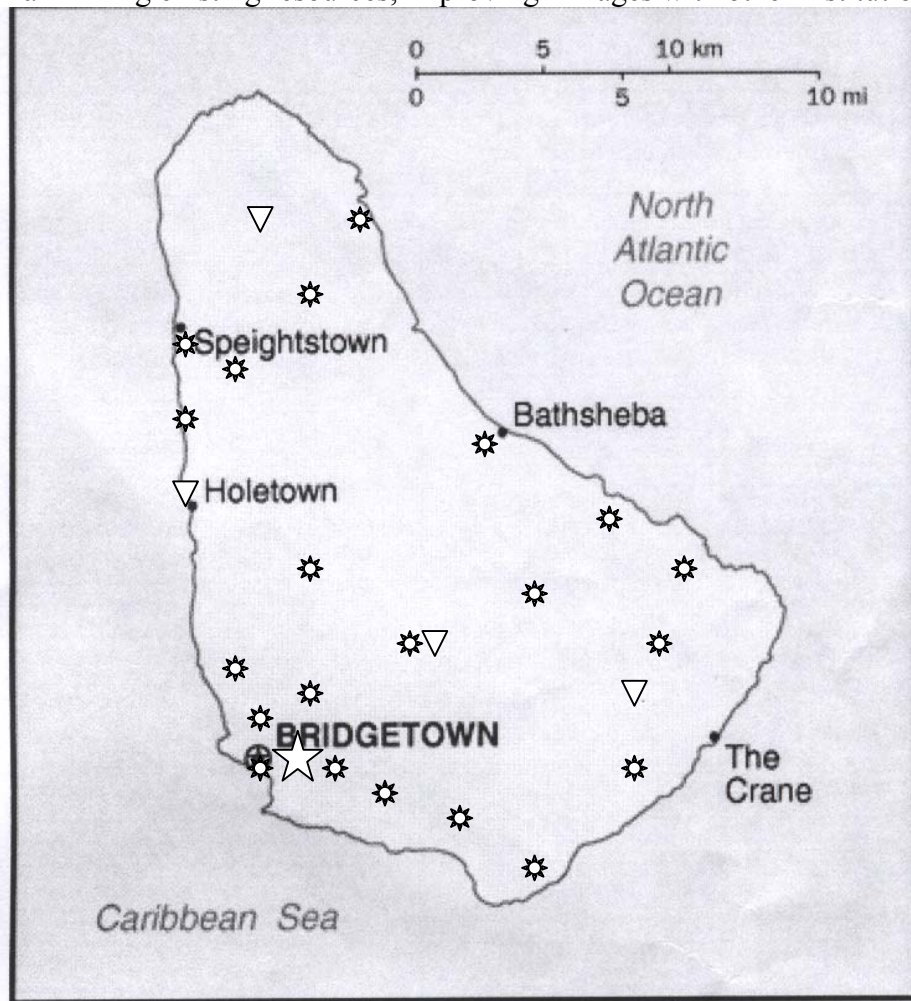 0 5 10 km
0 5 10 mi
North
Atlantic
Ocean
Speightstown
Bathsheba
Holetown
BRIDGETOWN
The
Crane
Caribbean Sea